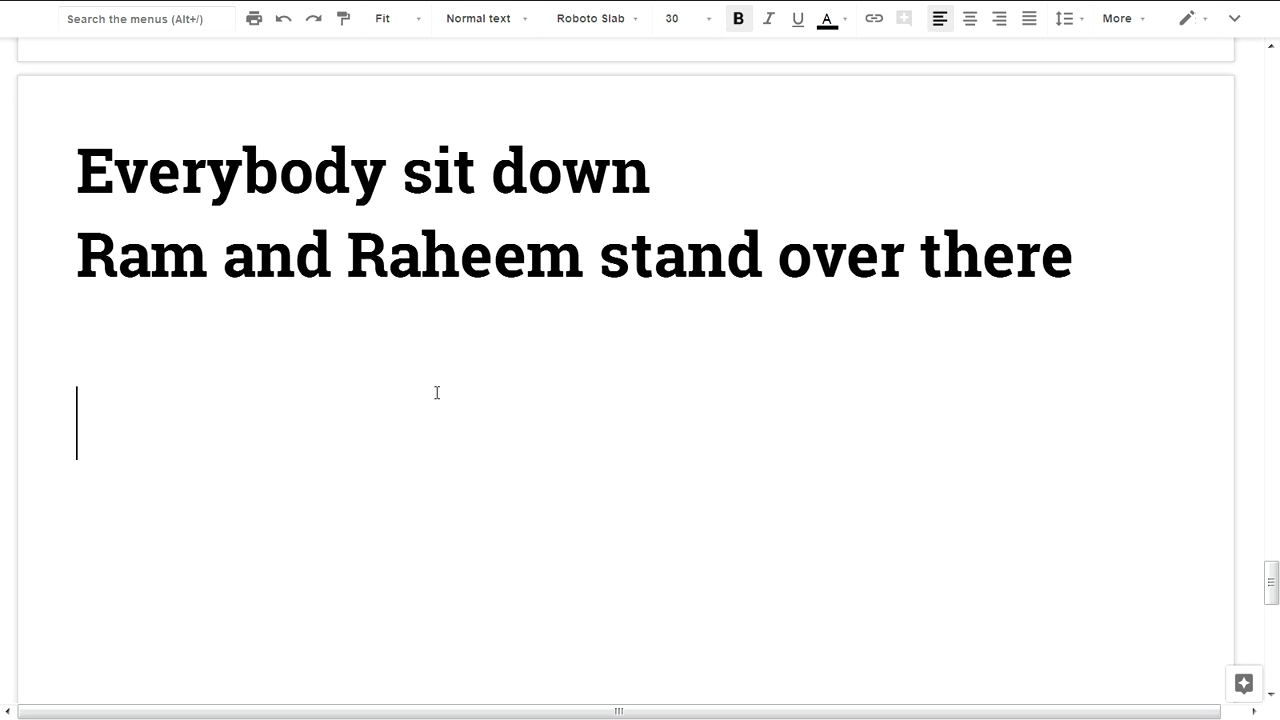 Search the menus (Alt+/) Fit Normal text Roboto Slab 30 B I U A More
Everybody sit down
Ram and Raheem stand over there